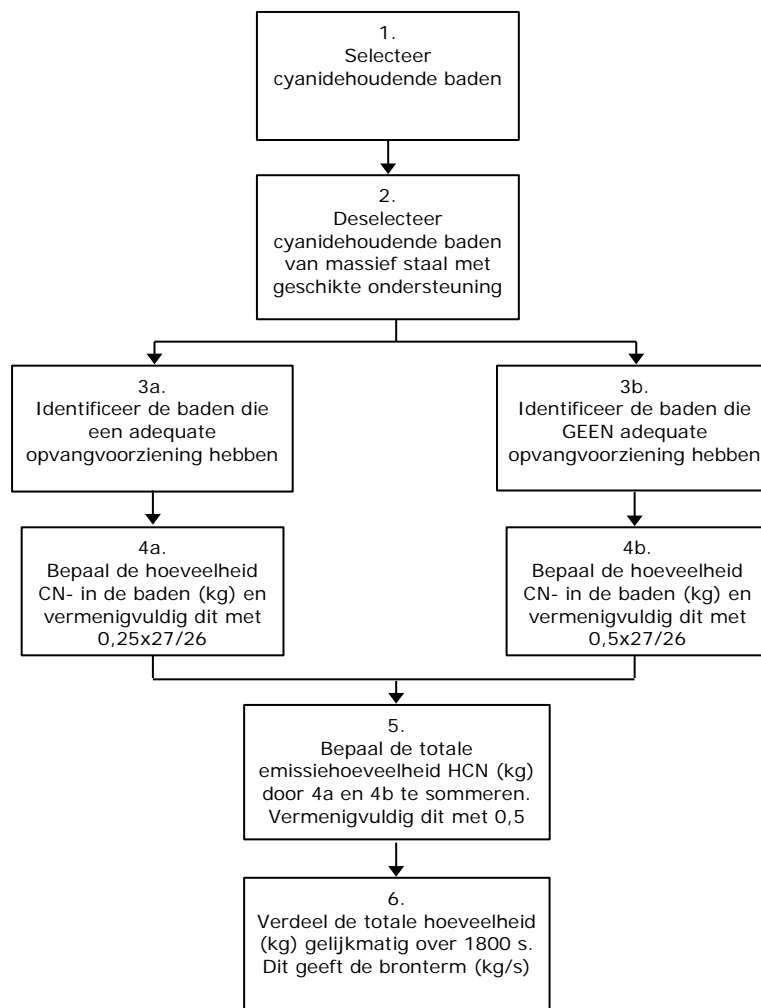 1.
Selecteer
cyanidehoudende baden
2.
Deselecteer
cyanidehoudende baden
van massief staal met
geschikte ondersteuning
3a.
Identificeer de baden die
een adequate
opvangvoorziening hebben
3b.
Identificeer de baden die
GEEN adequate
opvangvoorziening hebben
4a.
Bepaal de hoeveelheid
CN- in de baden (kg) en
vermenigvuldig dit met
0,25x27/26
4b.
Bepaal de hoeveelheid
CN- in de baden (kg) en
vermenigvuldig dit met
0,5x27/26
5.
Bepaal de totale
emissiehoeveelheid HCN (kg)
door 4a en 4b te sommeren.
Vermenigvuldig dit met 0,5
6.
Verdeel de totale hoeveelheid
(kg) gelijkmatig over 1800 s.
Dit geeft de bronterm (kg/s)